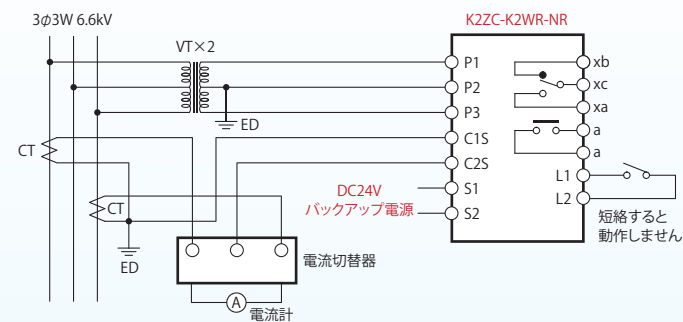 3φ3W 6.6kV
K2ZC-K2WR-NR
VT×2
P1
xb
P2
xc
P3
xa
ED
C1S
a
CT
C2S
a
DC24V
S1
L1
バックアップ電源
S2
L2
CT
短絡すると
動作しません
ED
電流切替器
A
電流計